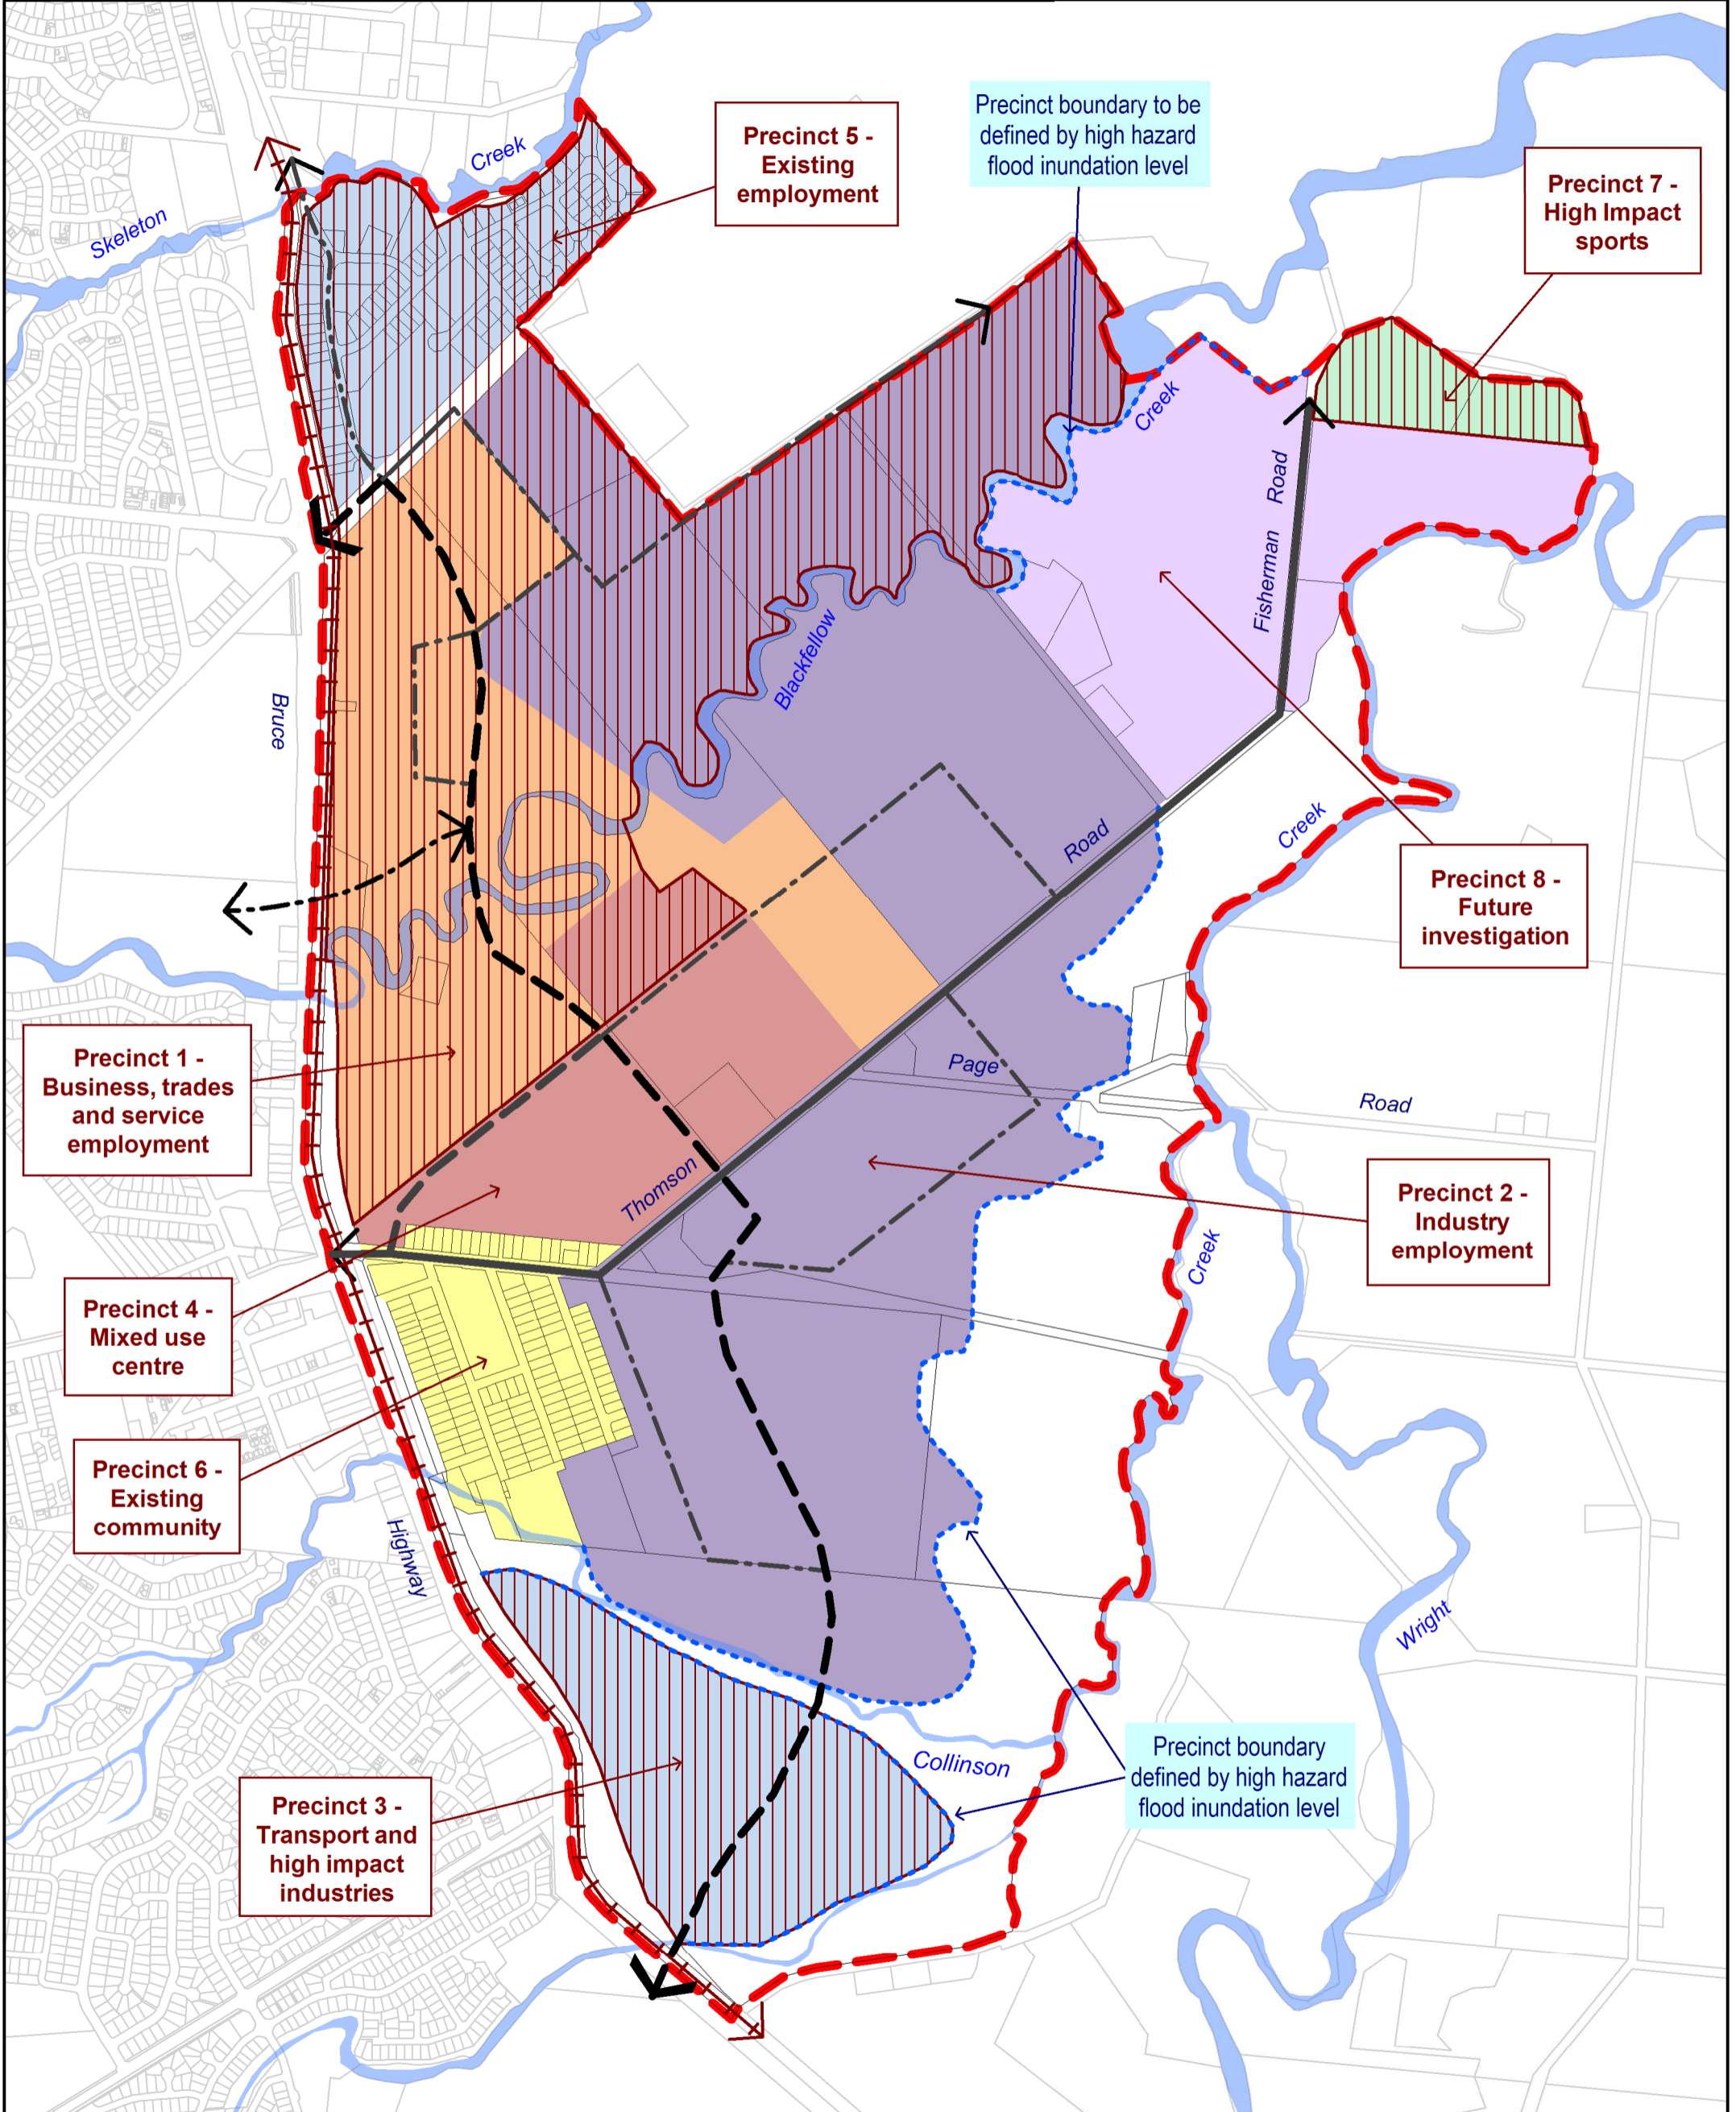 Precinct boundary to be
defined by high hazard
flood inundation level
Precinct 5 -
Existing
employment
Precinct 7 -
High Impact
sports
Creek
Skeleton
Creek
Fisherman Road
Blackfellow
Bruce
Road
Creek
Precinct 8 -
Future
investigation
Precinct 1 -
Business, trades
and service
employment
Page
Road
Thomson
Precinct 2 -
Industry
employment
Creek
Precinct 4 -
Mixed use
centre
Precinct 6 -
Existing
community
Highway
Wright
Collinson
Precinct boundary
defined by high hazard
flood inundation level
Precinct 3 -
Transport and
high impact
industries